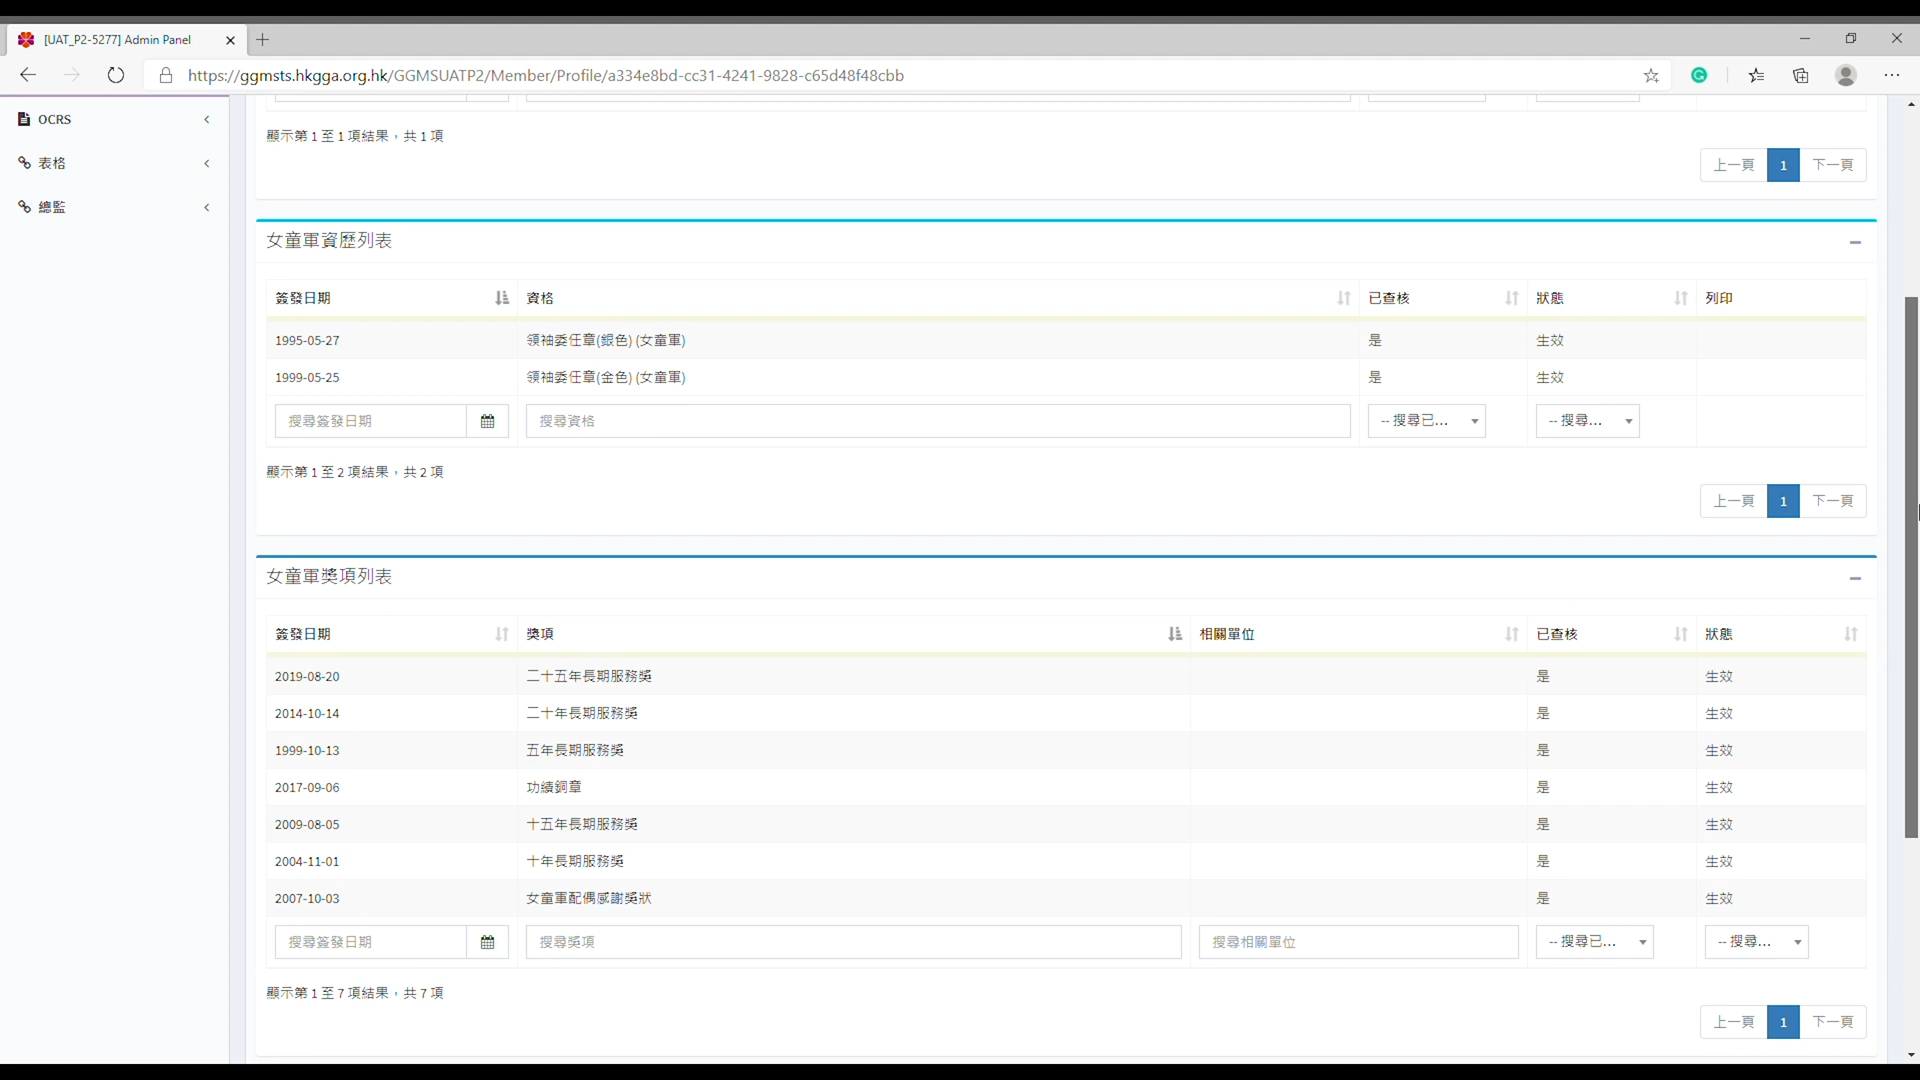 [UAT_P2-5277] Admin Panel
https://ggmsts.hkgga.org.hk/GGMSUATP2/Member/Profile/a334e8bd-cc31-4241-9828-c65d48f48cbb
OCRS
表格
總監
顯示第 1 至 1 項結果，共 1 項
上一頁 1 下一頁
女童軍資歷列表
簽發日期 資格 已查核 狀態 列印
1995-05-27 領袖委任章(銀色) (女童軍) 是 生效
1999-05-25 領袖委任章(金色) (女童軍) 是 生效
搜尋簽發日期 搜尋資格 -- 搜尋已... -- 搜尋...
顯示第 1 至 2 項結果，共 2 項
上一頁 1 下一頁
女童軍獎項列表
簽發日期 獎項 相關單位 已查核 狀態
2019-08-20 二十五年長期服務獎 是 生效
2014-10-14 二十年長期服務獎 是 生效
1999-10-13 五年長期服務獎 是 生效
2017-09-06 功績銅章 是 生效
2009-08-05 十五年長期服務獎 是 生效
2004-11-01 十年長期服務獎 是 生效
2007-10-03 女童軍配偶感謝獎狀 是 生效
搜尋簽發日期 搜尋獎項 搜尋相關單位 -- 搜尋已... -- 搜尋...
顯示第 1 至 7 項結果，共 7 項
上一頁 1 下一頁